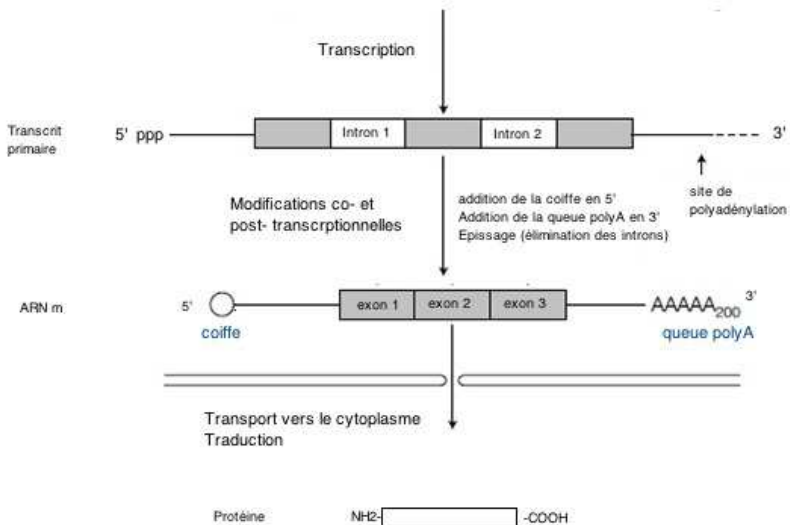 Transcription
Transcrit
primaire
5' ppp
Intron 1
Intron 2
3'
site de
polyadénylation
Modifications co- et
post- transcrptionnelles
addition de la coiffe en 5'
Addition de la queue polyA en 3'
Epissage (élimination des introns)
ARN m
5'
coiffe
exon 1
exon 2
exon 3
AAAAA200
3'
queue polyA
Transport vers le cytoplasme
Traduction
Protéine
NH2-
-COOH